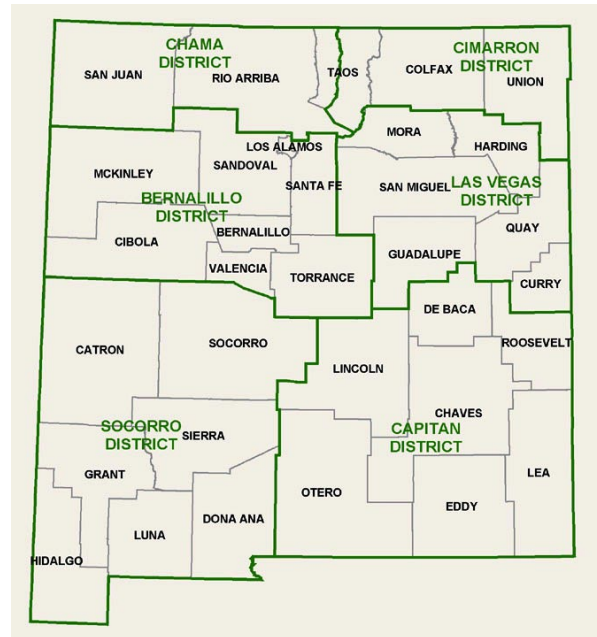 CHAMA
DISTRICT
CIMARRON
DISTRICT
SAN JUAN
RIO ARRIBA
TAOS
COLFAX
UNION
MORA
HARDING
LOS ALAMOS
SANDOVAL
MCKINLEY
SANTA FE
SAN MIGUEL
LAS VEGAS
DISTRICT
BERNALILLO
DISTRICT
QUAY
BERNALILLO
CIBOLA
GUADALUPE
VALENCIA
TORRANCE
CURRY
DE BACA
SOCORRO
ROOSEVELT
CATRON
LINCOLN
CHAVES
SOCORRO
DISTRICT
SIERRA
CAPITAN
DISTRICT
GRANT
LEA
OTERO
EDDY
DONA ANA
LUNA
HIDALGO